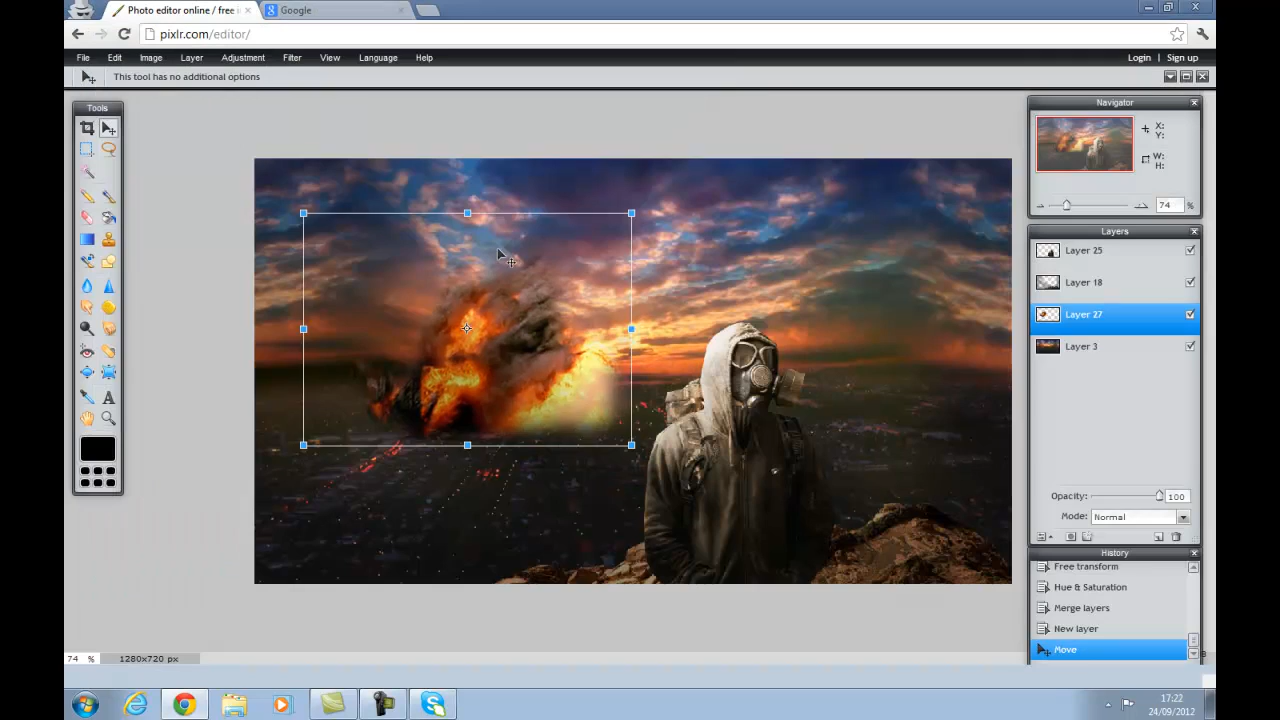 Photo editor online / free
Google
pixlr.com/editor/
File Edit Image Layer Adjustment Filter View Language Help
Login | Sign up
This tool has no additional options
Tools
Navigator
X:
Y:
W:
H:
74 %
Layers
Layer 25
Layer 18
Layer 27
Layer 3
Opacity: 100
Mode: Normal
History
Free transform
Hue & Saturation
Merge layers
New layer
Move
74 % 1280x720 px
17:22
24/09/2012